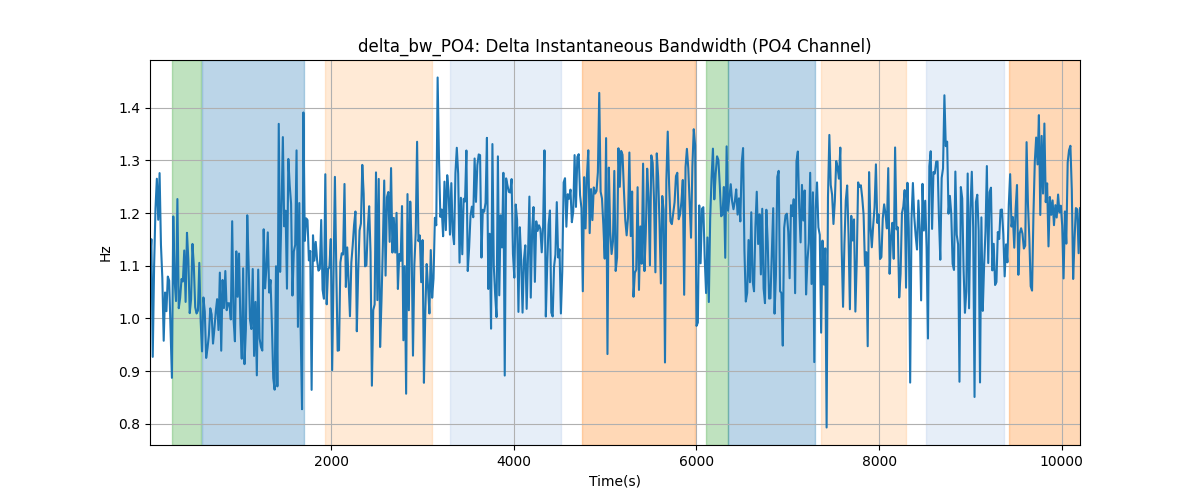 delta_bw_PO4: Delta Instantaneous Bandwidth (PO4 Channel)
1.4
1.3
1.2
1.1
1.0
0.9
0.8
Hz
2000 4000 6000 8000 10000
Time(s)